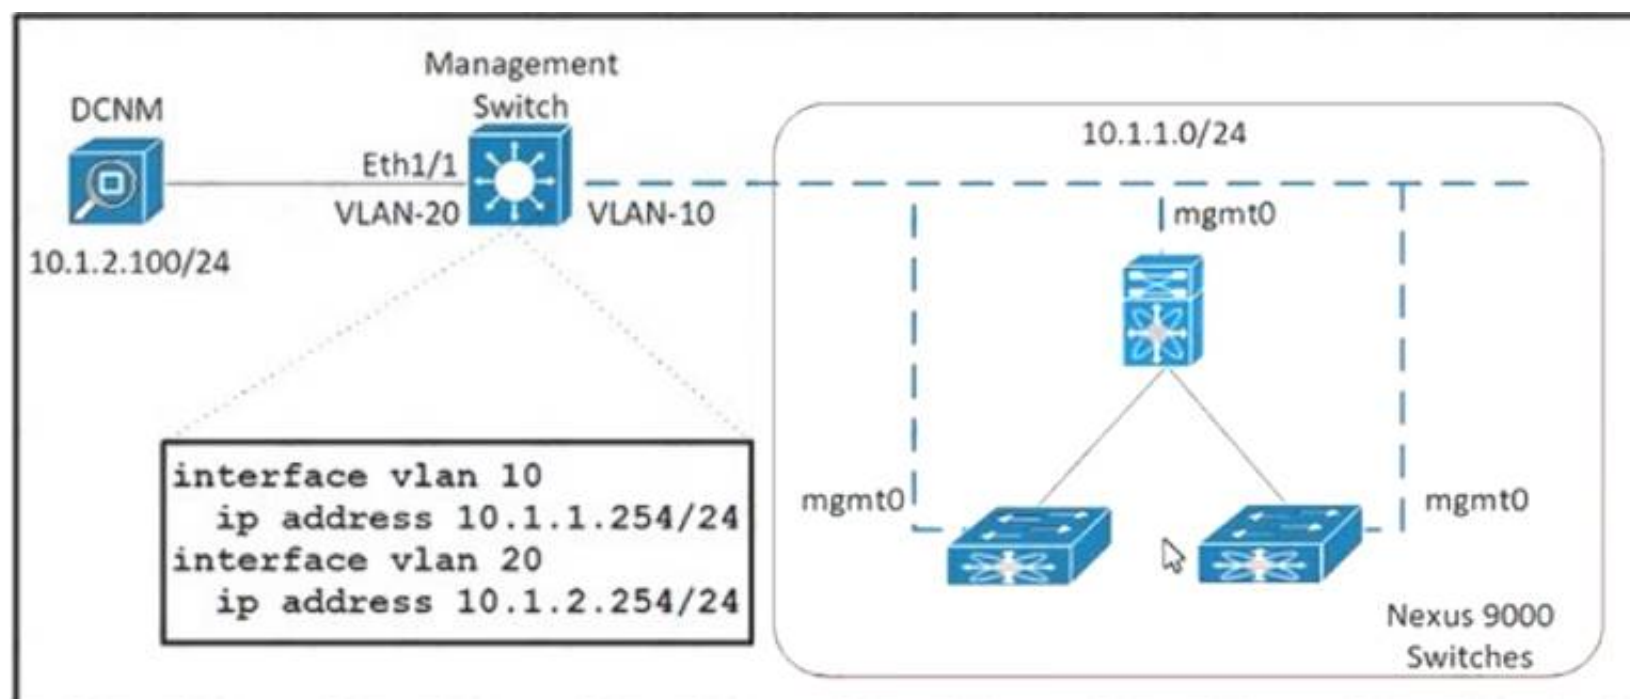 Management
Switch
DCNM
10.1.1.0/24
Eth1/1
VLAN-20
VLAN-10
mgmt0
10.1.2.100/24
interface vlan 10
ip address 10.1.1.254/24
interface vlan 20
ip address 10.1.2.254/24
mgmt0
mgmt0
Nexus 9000
Switches